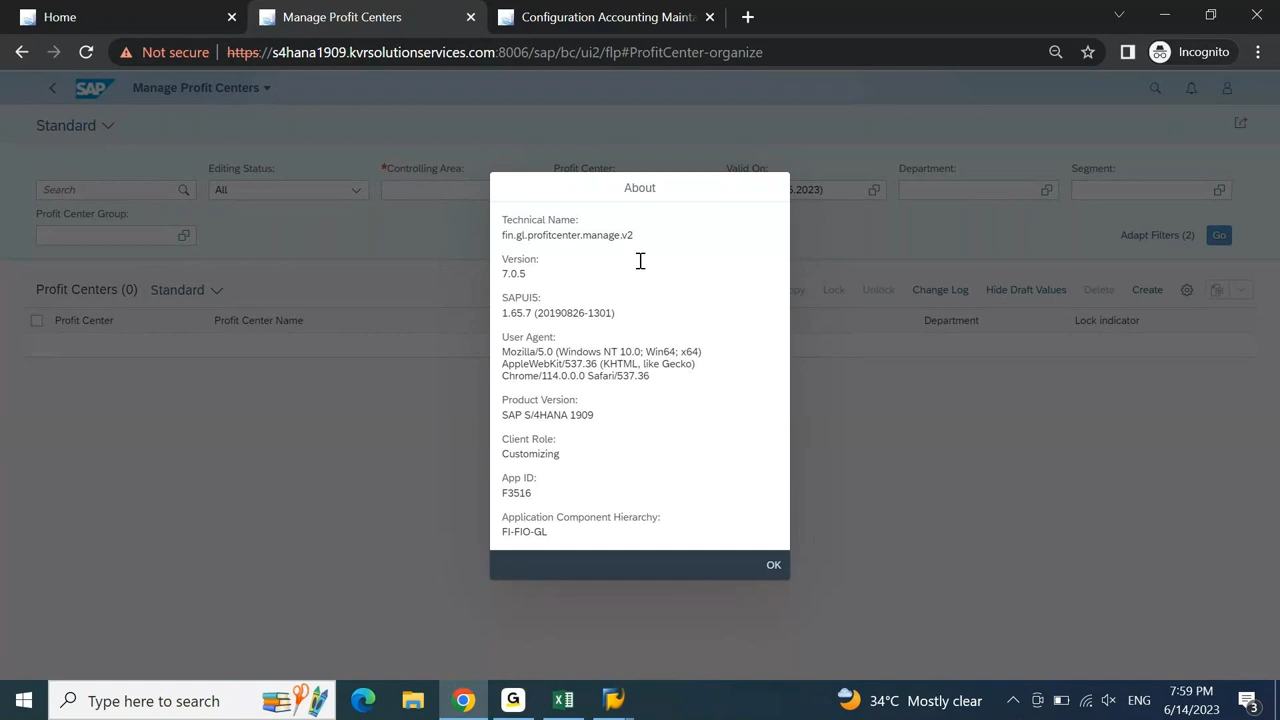 Home
Manage Profit Centers
Configuration Accounting Maint
Not secure https://s4hana1909.kvrsolutionservices.com:8006/sap/bc/ui2/flp#ProfitCenter-organize
Incognito
SAP Manage Profit Centers
Standard
Editing Status:
*Controlling Area:
Profit Center:
Valid On:
Department:
Segment:
Search
All
.2023)
Profit Center Group:
Adapt Filters (2)
Go
Profit Centers (0) Standard
Lock Unlock Change Log Hide Draft Values Delete Create
Profit Center
Profit Center Name
Department
Lock indicator
About
Technical Name:
fin.gl.profitcenter.manage.v2
Version:
7.0.5
SAPUI5:
1.65.7 (20190826-1301)
User Agent:
Mozilla/5.0 (Windows NT 10.0; Win64; x64)
AppleWebKit/537.36 (KHTML, like Gecko)
Chrome/114.0.0.0 Safari/537.36
Product Version:
SAP S/4HANA 1909
Client Role:
Customizing
App ID:
F3516
Application Component Hierarchy:
FI-FIO-GL
OK
Type here to search
34°C Mostly clear
ENG
7:59 PM
6/14/2023
3